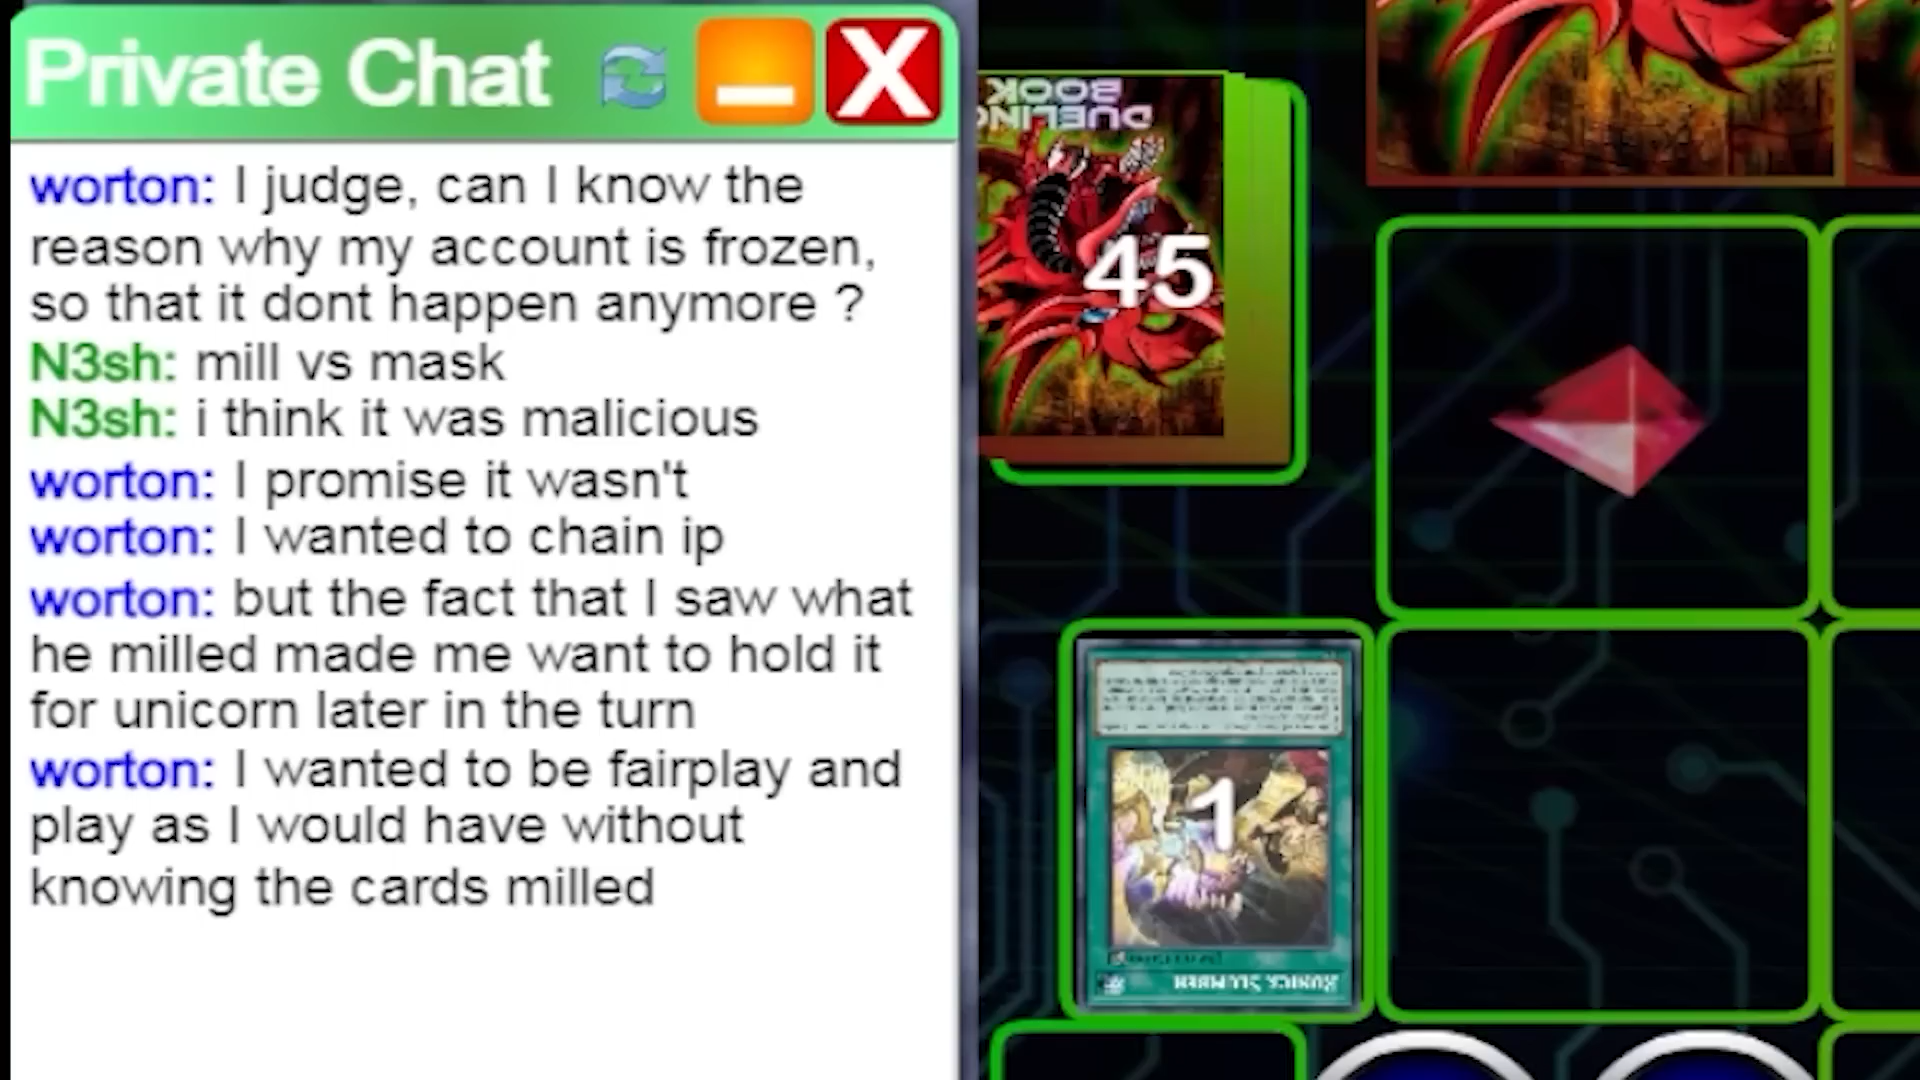 Private Chat
worton: I judge, can I know the
reason why my account is frozen,
so that it dont happen anymore ?
N3sh: mill vs mask
N3sh: i think it was malicious
worton: I promise it wasn't
worton: I wanted to chain ip
worton: but the fact that I saw what
he milled made me want to hold it
for unicorn later in the turn
worton: I wanted to be fairplay and
play as I would have without
knowing the cards milled
DUELING
BOOK
45
1
RUNICK SLUMBER